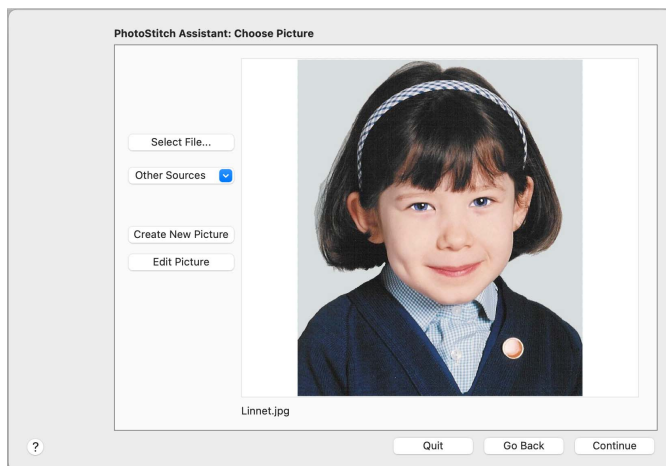 PhotoStitch Assistant: Choose Picture
Select File...
Other Sources
Create New Picture
Edit Picture
Linnet.jpg
?
Quit
Go Back
Continue